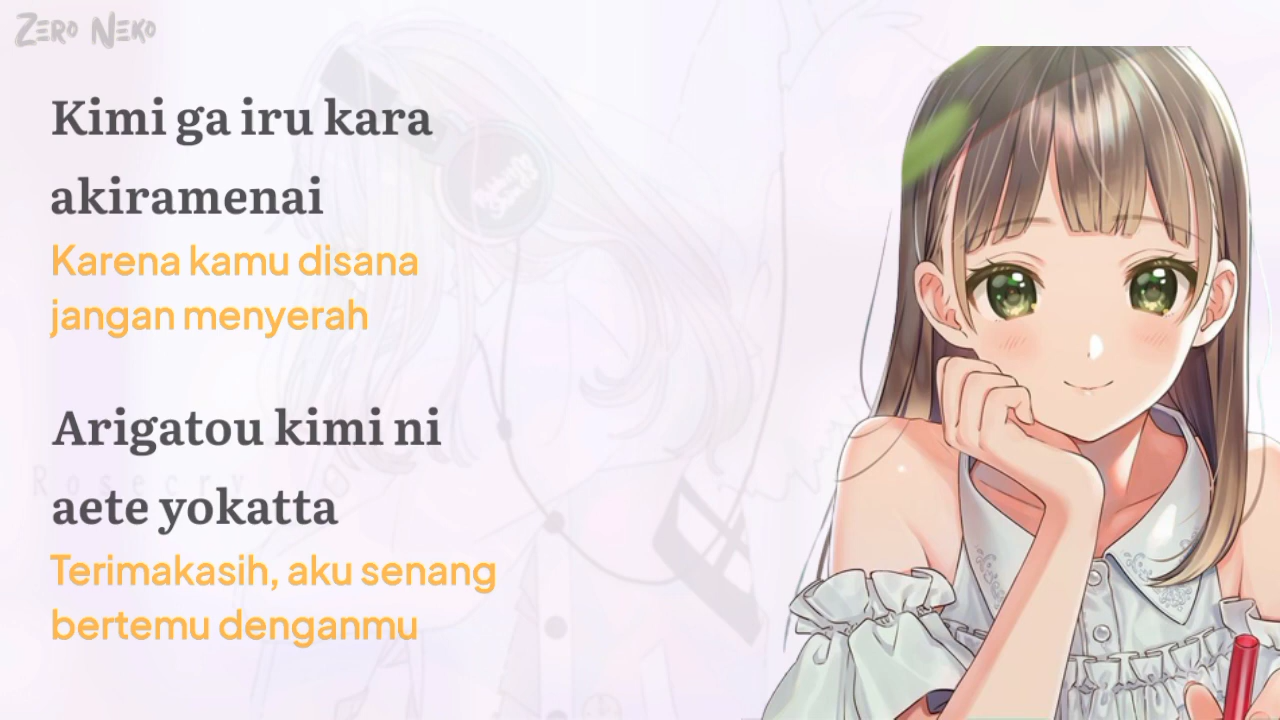 Zero Neko
Kimi ga iru kara
akiramenai
Karena kamu disana
jangan menyerah
Arigatou kimi ni
Rosecry
aete yokatta
Terimakasih, aku senang
bertemu denganmu